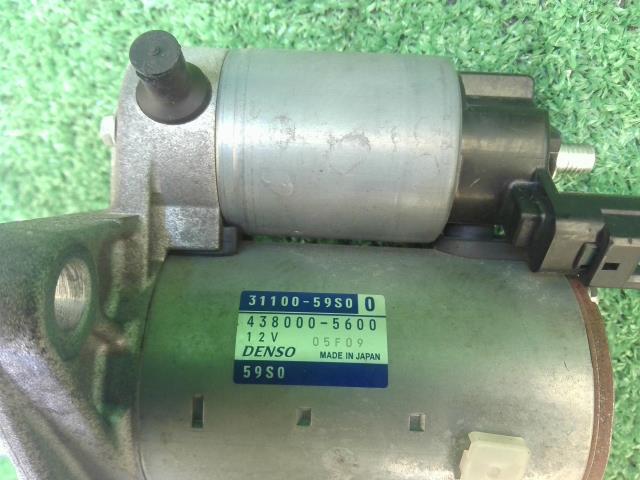 31100-59S0 0
438000-5600
12V 05F09
DENSO MADE IN JAPAN
59S0